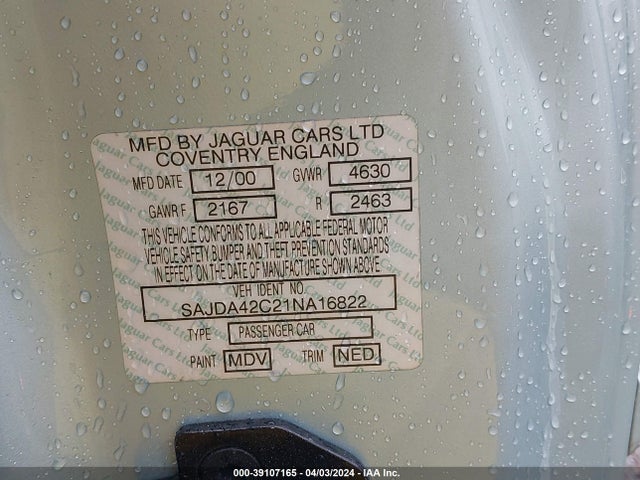 MFD BY JAGUAR CARS LTD
COVENTRY ENGLAND
MFD DATE 12/00 GVWR 4630
GAWR F 2167 R 2463
THIS VEHICLE CONFORMS TO ALL APPLICABLE FEDERAL MOTOR
VEHICLE SAFETY BUMPER AND THEFT PREVENTION STANDARDS
IN EFFECT ON THE DATE OF MANUFACTURE SHOWN ABOVE
VEH IDENT NO.
SAJDA42C21NA16822
TYPE PASSENGER CAR
PAINT MDV TRIM NED
000-39107165 - 04/03/2024 - IAA Inc.